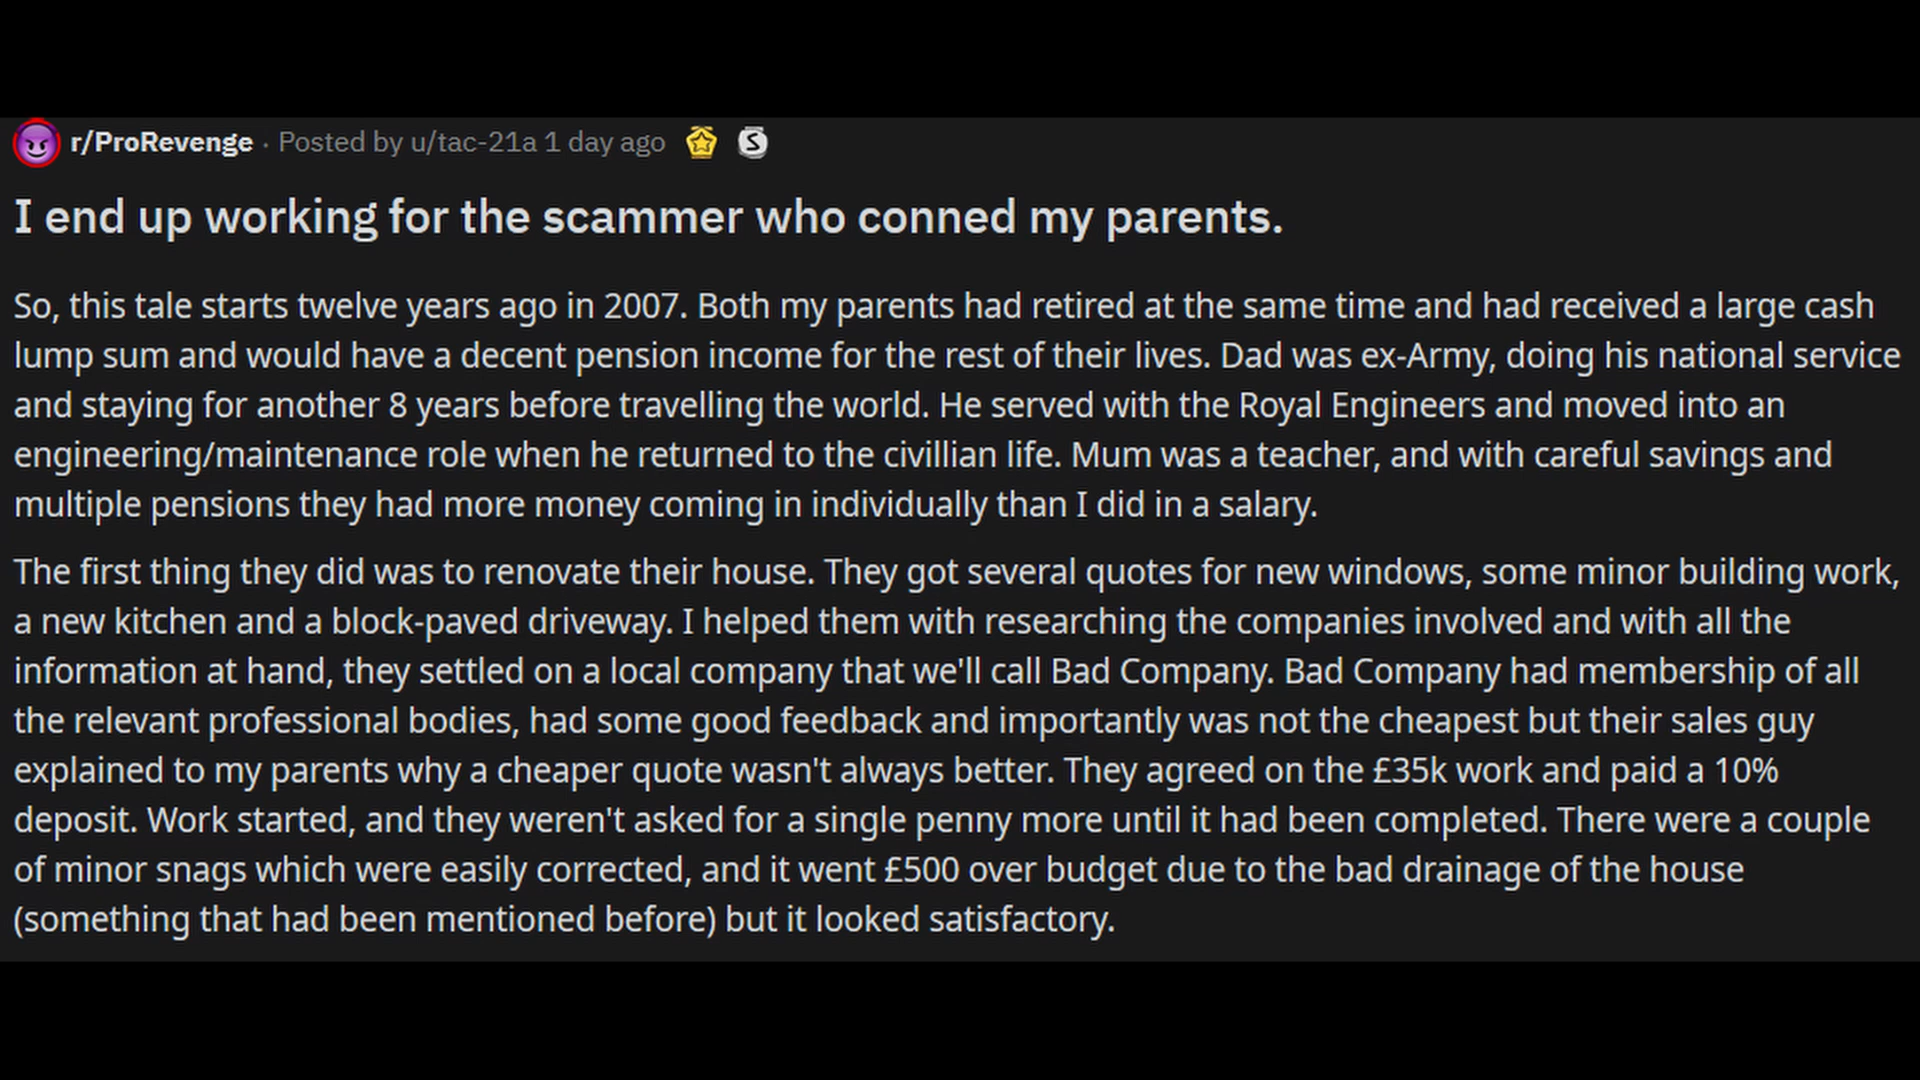 r/ProRevenge · Posted by u/tac-21a 1 day ago S
I end up working for the scammer who conned my parents.
So, this tale starts twelve years ago in 2007. Both my parents had retired at the same time and had received a large cash
lump sum and would have a decent pension income for the rest of their lives. Dad was ex-Army, doing his national service
and staying for another 8 years before travelling the world. He served with the Royal Engineers and moved into an
engineering/maintenance role when he returned to the civillian life. Mum was a teacher, and with careful savings and
multiple pensions they had more money coming in individually than I did in a salary.
The first thing they did was to renovate their house. They got several quotes for new windows, some minor building work,
a new kitchen and a block-paved driveway. I helped them with researching the companies involved and with all the
information at hand, they settled on a local company that we'll call Bad Company. Bad Company had membership of all
the relevant professional bodies, had some good feedback and importantly was not the cheapest but their sales guy
explained to my parents why a cheaper quote wasn't always better. They agreed on the £35k work and paid a 10%
deposit. Work started, and they weren't asked for a single penny more until it had been completed. There were a couple
of minor snags which were easily corrected, and it went £500 over budget due to the bad drainage of the house
(something that had been mentioned before) but it looked satisfactory.